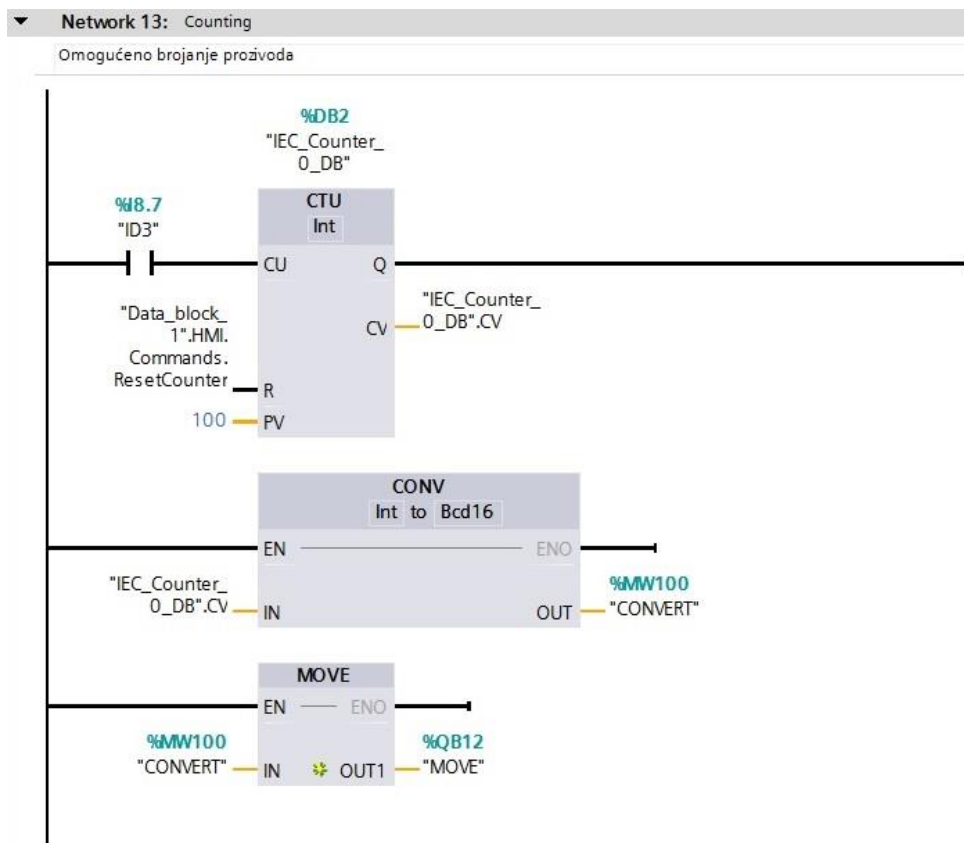 Network 13: Counting
Omogućeno brojanje prozivoda
%DB2
"IEC_Counter_
0_DB"
CTU
Int
%I8.7
"ID3"
CU
Q
"Data_block_
1".HMI.
Commands.
ResetCounter
R
100
PV
CV
"IEC_Counter_
0_DB".CV
CONV
Int to Bcd16
EN
ENO
"IEC_Counter_
0_DB".CV
IN
OUT
%MW100
"CONVERT"
MOVE
EN
ENO
%MW100
"CONVERT"
IN
OUT1
%QB12
"MOVE"